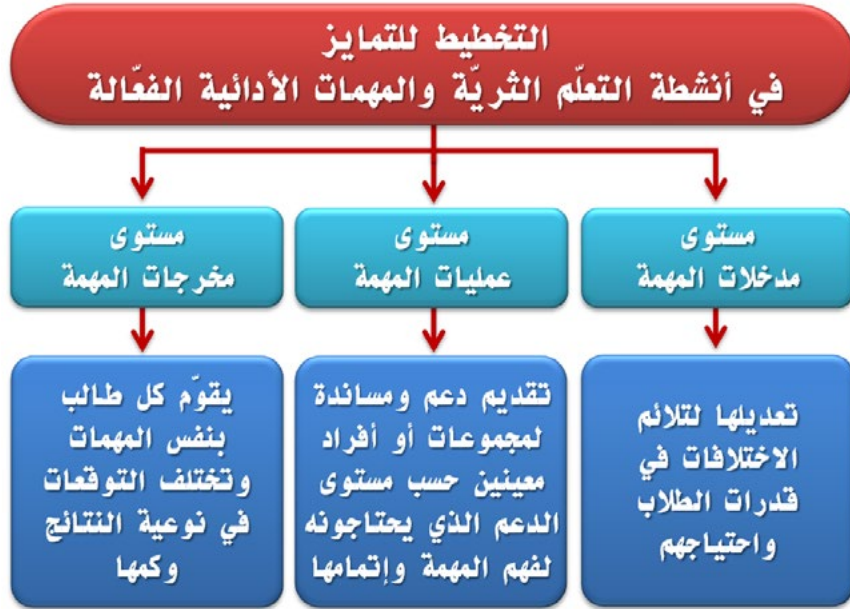 التخطيط للتمايز
في أنشطة التعلّم الثريّة والمهمات الأدائية الفعّالة
مستوى
مدخلات المهمة
مستوى
عمليات المهمة
مستوى
مخرجات المهمة
تعديلها لتلائم
الاختلافات في
قدرات الطلاب
واحتياجهم
تقديم دعم ومساندة
لمجموعات أو أفراد
معينين حسب مستوى
الدعم الذي يحتاجونه
لفهم المهمة وإتمامها
يقوّم كل طالب
بنفس المهمات
وتختلف التوقعات
في نوعية النتائج
وكمها